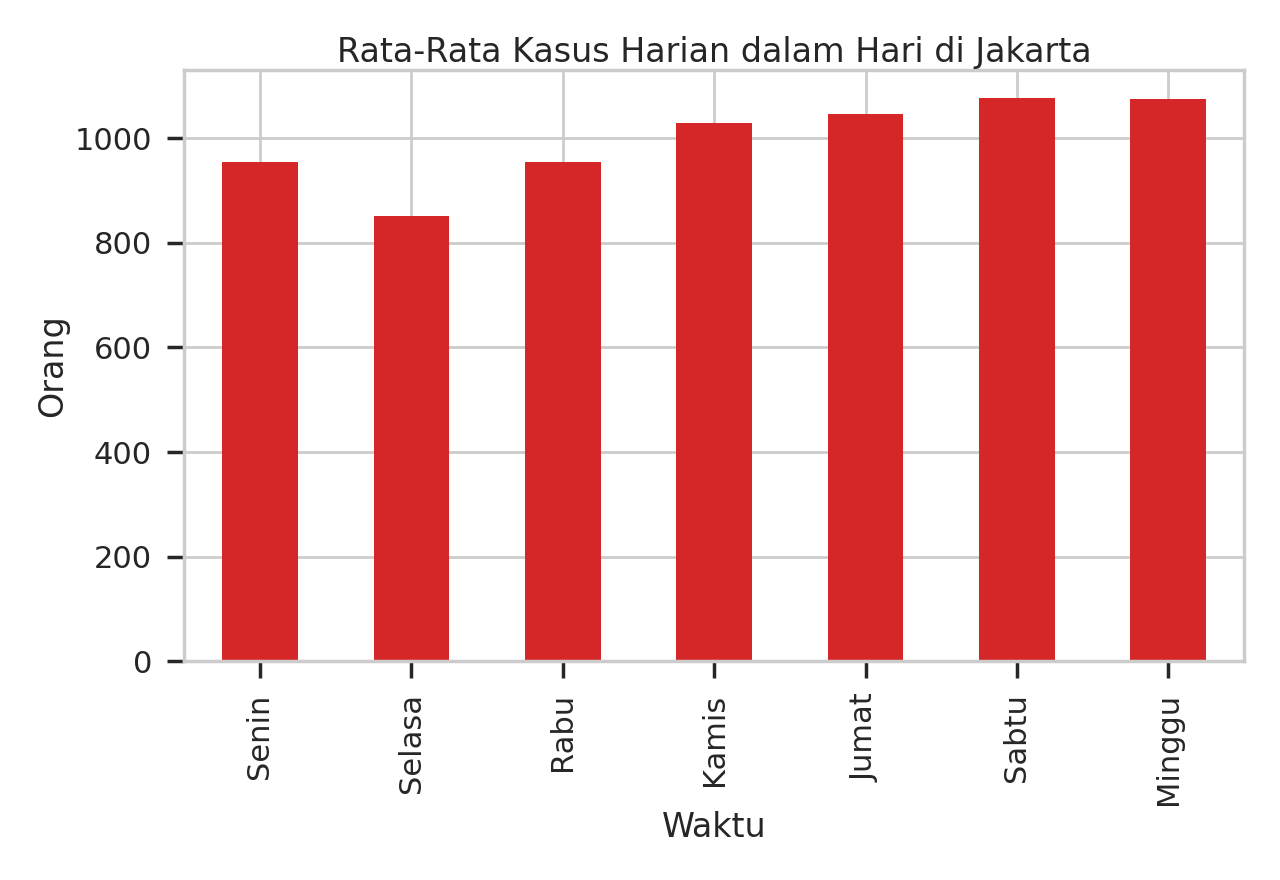 Rata-Rata Kasus Harian dalam Hari di Jakarta
1000
800
600
400
200
0
Orang
Senin
Selasa
Rabu
Kamis
Jumat
Sabtu
Minggu
Waktu